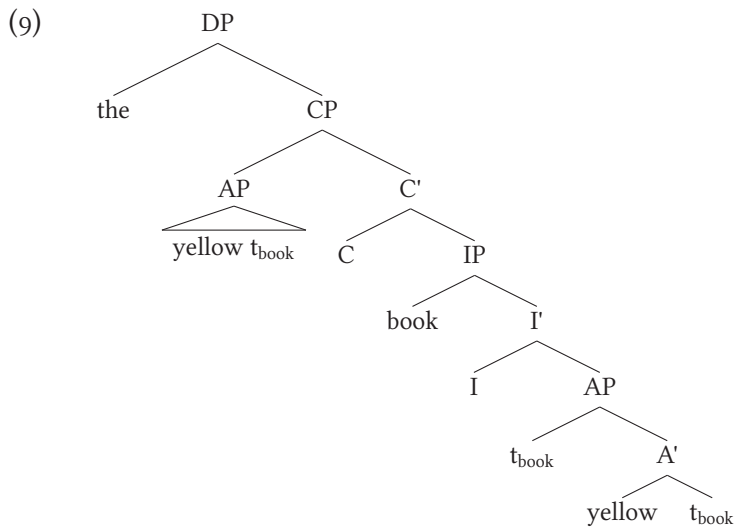 (9) DP
the CP
AP C'
yellow t_book C IP
book I'
I AP
t_book A'
yellow t_book